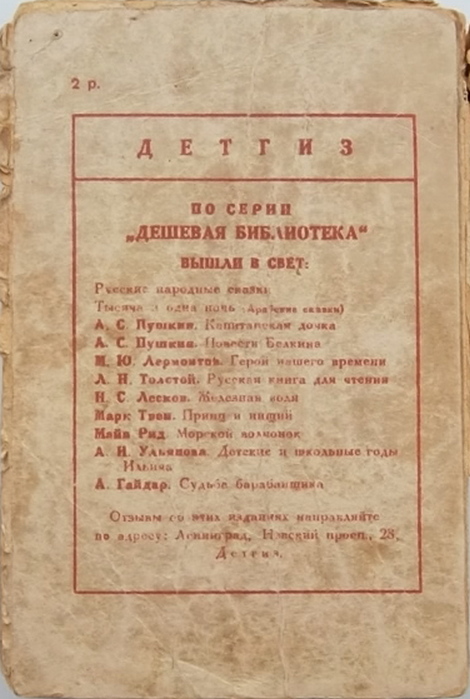 2 р.
ДЕТГИЗ
ПО СЕРИИ
„ДЕШЕВАЯ БИБЛИОТЕКА“
ВЫШЛИ В СВЕТ:
Русские народные сказки
Тысяча и одна ночь (Арабские сказки)
А. С. Пушкин. Капитанская дочка
А. С. Пушкин. Повести Белкина
М. Ю. Лермонтов. Герой нашего времени
Л. Н. Толстой. Русская книга для чтения
Н. С. Лесков. Железная воля
Марк Твен. Принц и нищий
Майн Рид. Морской волчонок
А. И. Ульянова. Детские и школьные годы
Ильича
А. Гайдар. Судьба барабанщика
Отзывы об этих изданиях направляйте
по адресу: Ленинград, Невский просп., 28,
Детгиз.